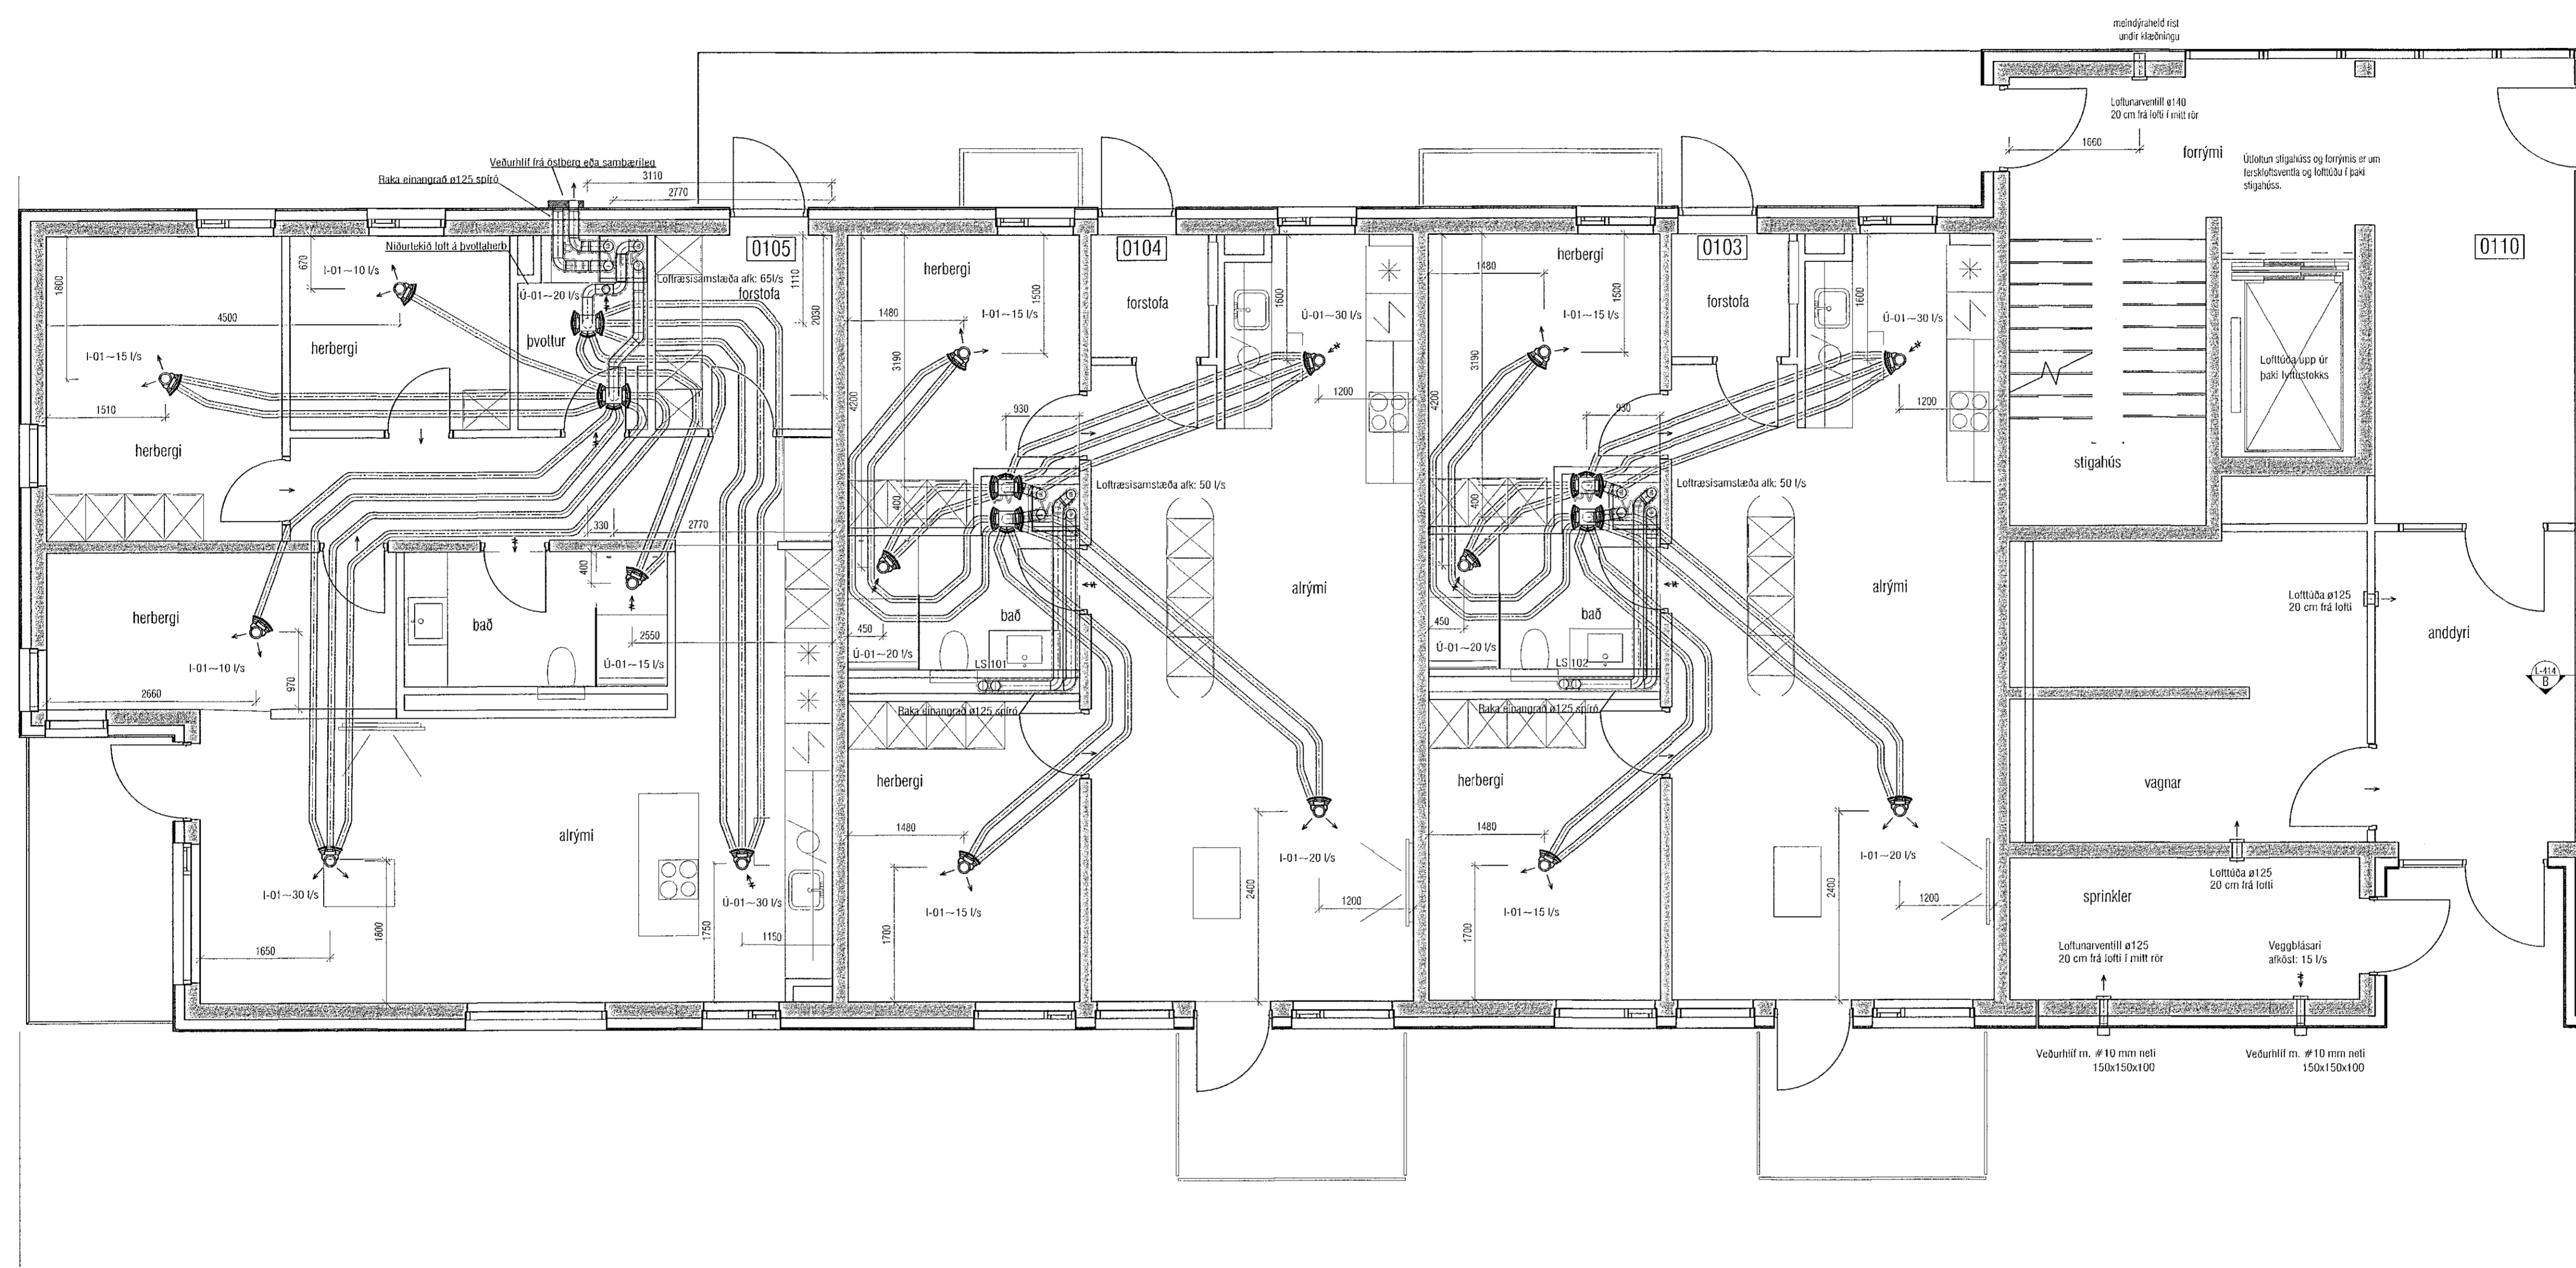 meindýraheld rist
undir klæðningu
Loftunarventill ø140
20 cm frá lofti í mitt rör
1660
forrými
Útloftun stigahúss og forrýmis er um
ferskloftsventla og lofttúðu í þaki
stigahúss.
Veðurhlíf frá östberg eða sambærileg
Raka einangrað ø125 spíró
3110
2770
Niðurtekið loft á þvottaherb
0105
0104
0103
0110
1800
670
I-01~10 l/s
4500
herbergi
I-01~15 l/s
1510
herbergi
Ú-01~20 l/s
þvottur
Loftræsisamstæða afk: 65l/s
forstofa
1110
2030
330
2770
400
herbergi
I-01~10 l/s
2660
970
bað
2550
Ú-01~15 l/s
alrými
I-01~30 l/s
1650
1800
Ú-01~30 l/s
1750
1150
herbergi
1480
I-01~15 l/s
1500
3190
4200
forstofa
1600
Ú-01~30 l/s
1200
930
400
Loftræsisamstæða afk: 50 l/s
alrými
bað
450
Ú-01~20 l/s
LS 101
Raka einangrað ø125 spíró
herbergi
1480
I-01~15 l/s
1700
I-01~20 l/s
2400
1200
herbergi
1480
I-01~15 l/s
1500
3190
4200
forstofa
1600
Ú-01~30 l/s
1200
930
400
Loftræsisamstæða afk: 50 l/s
alrými
bað
450
Ú-01~20 l/s
LS 102
Raka einangrað ø125 spíró
herbergi
1480
I-01~15 l/s
1700
I-01~20 l/s
2400
1200
Lofttúða upp úr
þaki lyftustokks
stigahús
Lofttúða ø125
20 cm frá lofti
anddyri
L-414
B
vagnar
Lofttúða ø125
20 cm frá lofti
sprinkler
Loftunarventill ø125
20 cm frá lofti í mitt rör
Veggblásari
afköst: 15 l/s
Veðurhlíf m. #10 mm neti
150x150x100
Veðurhlíf m. #10 mm neti
150x150x100